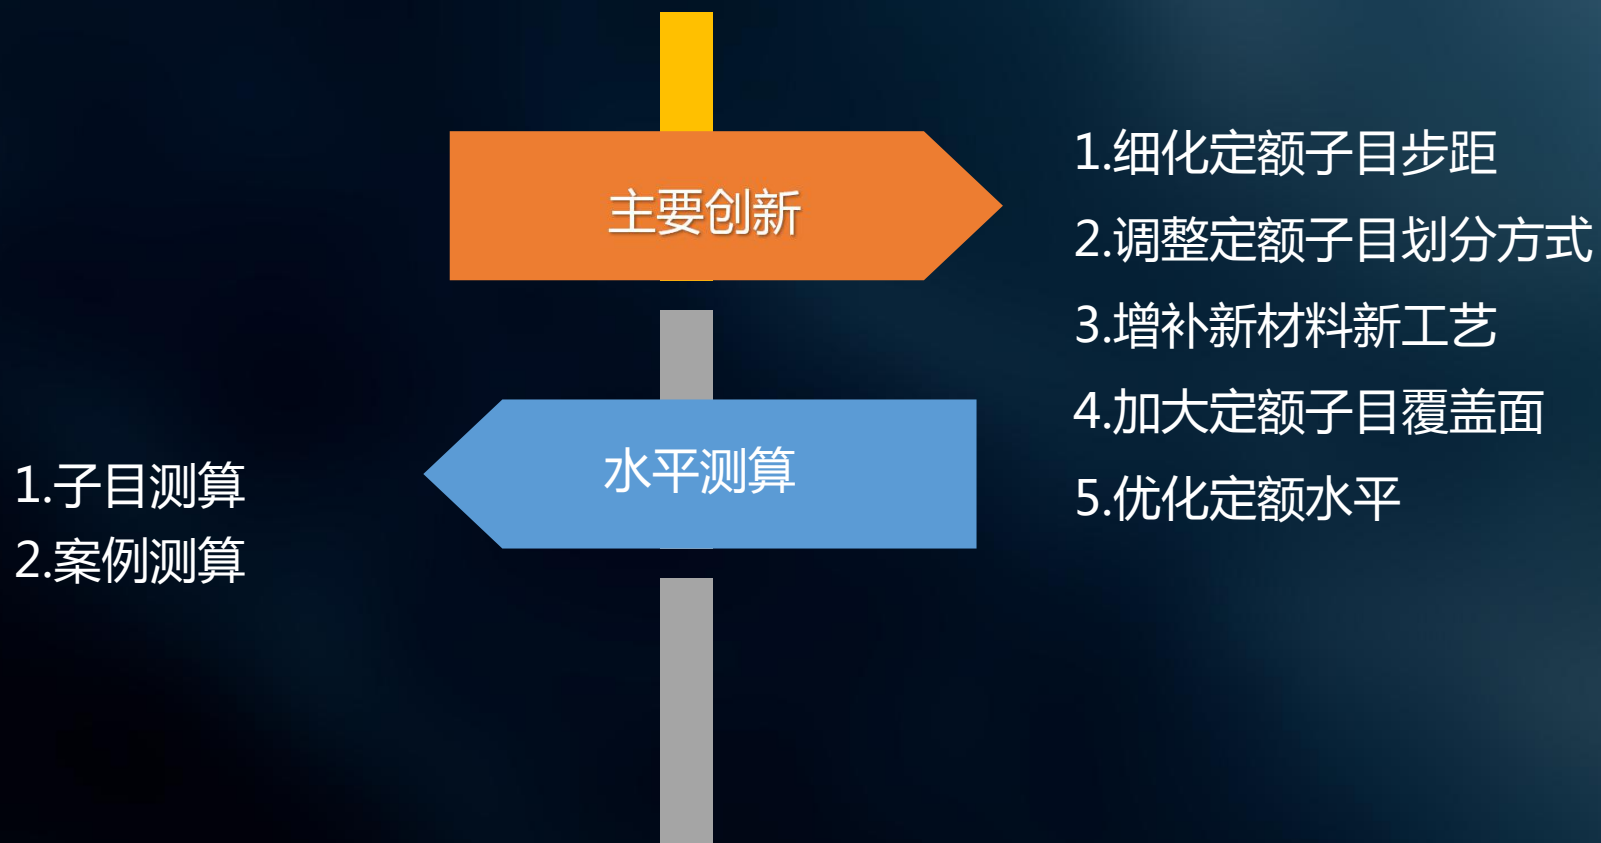 主要创新
1.细化定额子目步距
2.调整定额子目划分方式
3.增补新材料新工艺
4.加大定额子目覆盖面
5.优化定额水平
水平测算
1.子目测算
2.案例测算